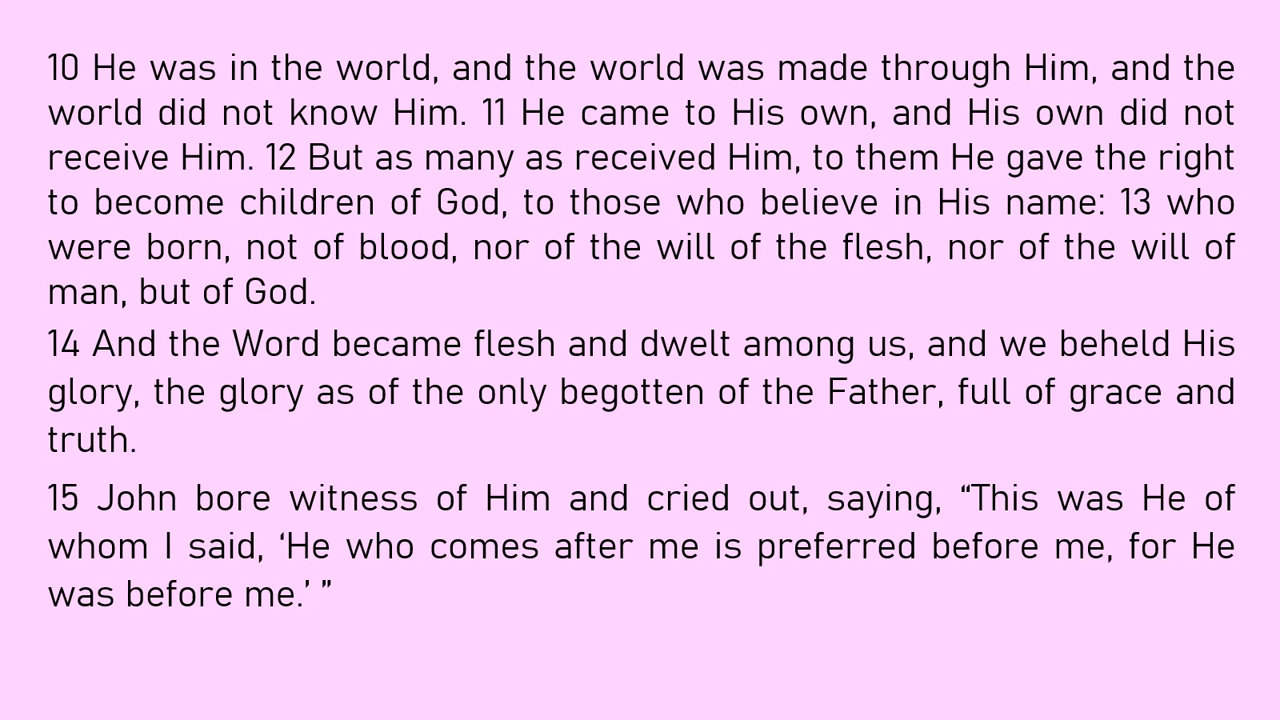 10 He was in the world, and the world was made through Him, and the
world did not know Him. 11 He came to His own, and His own did not
receive Him. 12 But as many as received Him, to them He gave the right
to become children of God, to those who believe in His name: 13 who
were born, not of blood, nor of the will of the flesh, nor of the will of
man, but of God.
14 And the Word became flesh and dwelt among us, and we beheld His
glory, the glory as of the only begotten of the Father, full of grace and
truth.
15 John bore witness of Him and cried out, saying, “This was He of
whom I said, ‘He who comes after me is preferred before me, for He
was before me.’ ”